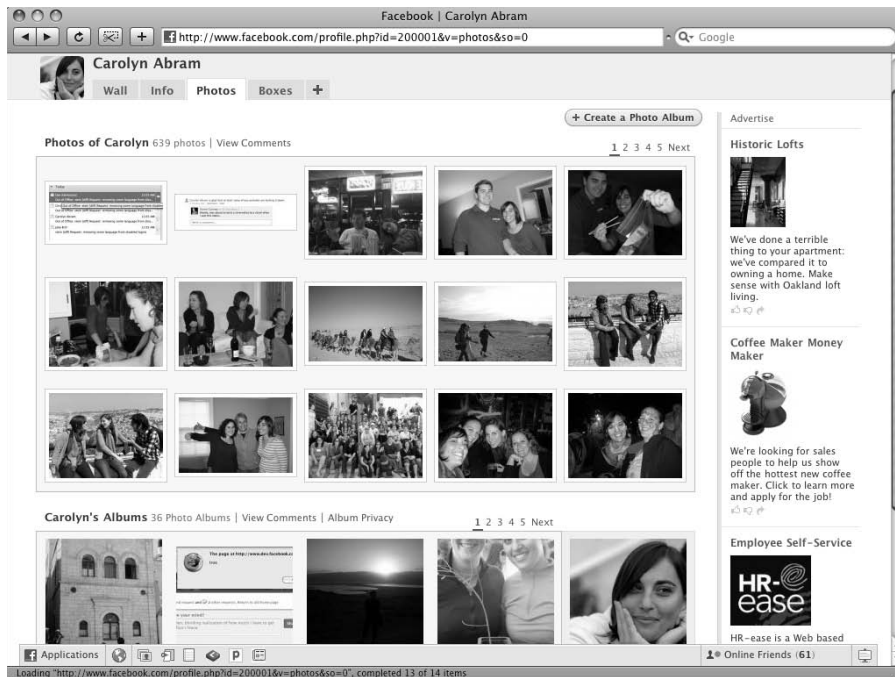 Facebook | Carolyn Abram
http://www.facebook.com/profile.php?id=200001&v=photos&so=0
Google
Carolyn Abram
Wall Info Photos Boxes +
+ Create a Photo Album
Photos of Carolyn 639 photos | View Comments
1 2 3 4 5 Next
Carolyn's Albums 36 Photo Albums | View Comments | Album Privacy
1 2 3 4 5 Next
Advertise
Historic Lofts
We've done a terrible
thing to your apartment:
we've compared it to
owning a home. Make
sense with Oakland loft
living.
Coffee Maker Money
Maker
We're looking for sales
people to help us show
off the hottest new coffee
maker. Click to learn more
and apply for the job!
Employee Self-Service
HR-
ease
HR-ease is a Web based
Applications
Online Friends (61)
Loading "http://www.facebook.com/profile.php?id=200001&v=photos&so=0", completed 13 of 14 items